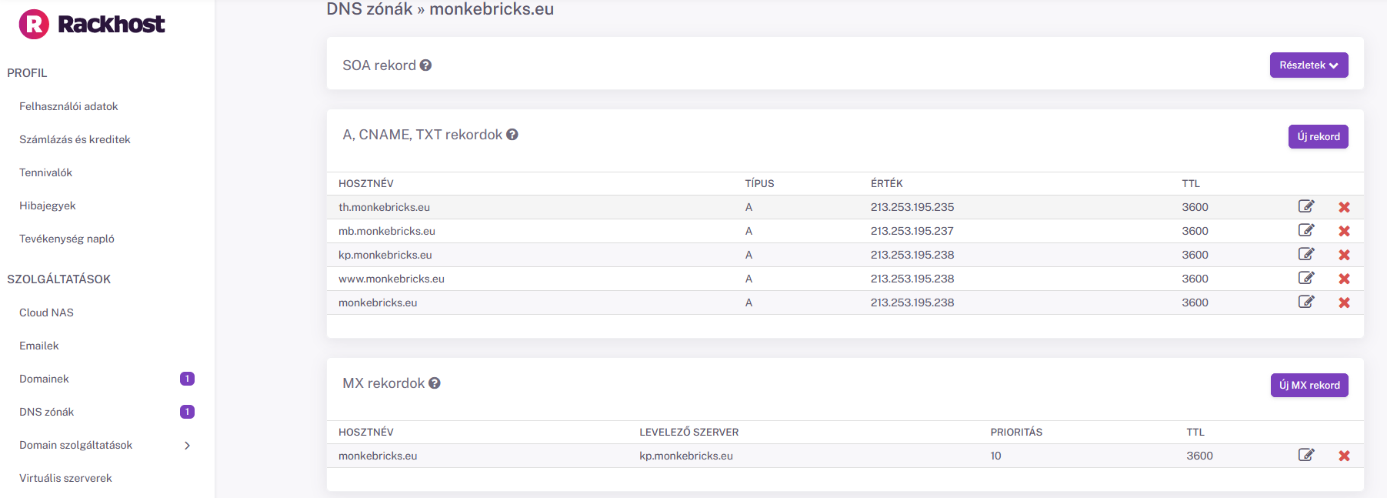 R Rackhost
PROFIL
Felhasználói adatok
Számlázás és kreditek
Tennivalók
Hibajegyek
Tevékenység napló
SZOLGÁLTATÁSOK
Cloud NAS
Emailek
Domainek 1
DNS zónák 1
Domain szolgáltatások
Virtuális szerverek
DNS zónák » monkebricks.eu
SOA rekord ?
Részletek
A, CNAME, TXT rekordok ?
Új rekord
HOSZTNÉV TÍPUS ÉRTÉK TTL
th.monkebricks.eu A 213.253.195.235 3600
mb.monkebricks.eu A 213.253.195.237 3600
kp.monkebricks.eu A 213.253.195.238 3600
www.monkebricks.eu A 213.253.195.238 3600
monkebricks.eu A 213.253.195.238 3600
MX rekordok ?
Új MX rekord
HOSZTNÉV LEVELEZŐ SZERVER PRIORITÁS TTL
monkebricks.eu kp.monkebricks.eu 10 3600